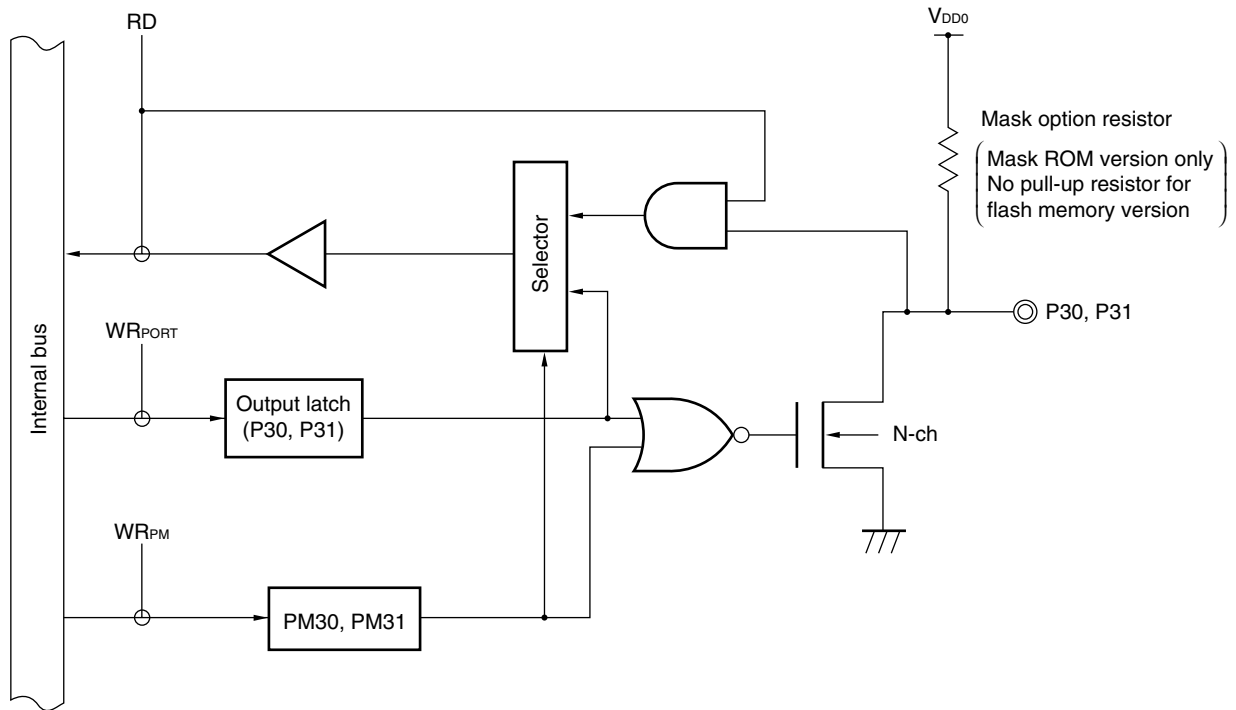 RD
VDD0
Mask option resistor
Mask ROM version only
No pull-up resistor for
flash memory version
Selector
P30, P31
Internal bus
WRPORT
Output latch
(P30, P31)
N-ch
WRPM
PM30, PM31